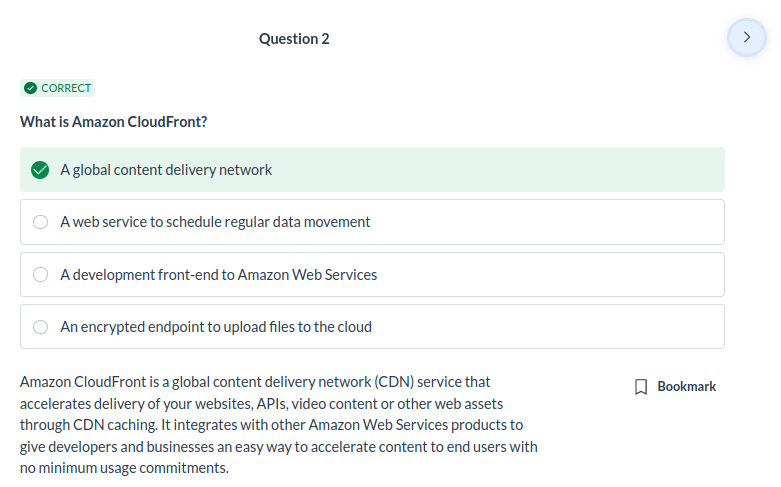 Question 2
CORRECT
What is Amazon CloudFront?
A global content delivery network
A web service to schedule regular data movement
A development front-end to Amazon Web Services
An encrypted endpoint to upload files to the cloud
Amazon CloudFront is a global content delivery network (CDN) service that
accelerates delivery of your websites, APIs, video content or other web assets
through CDN caching. It integrates with other Amazon Web Services products to
give developers and businesses an easy way to accelerate content to end users with
no minimum usage commitments.
Bookmark